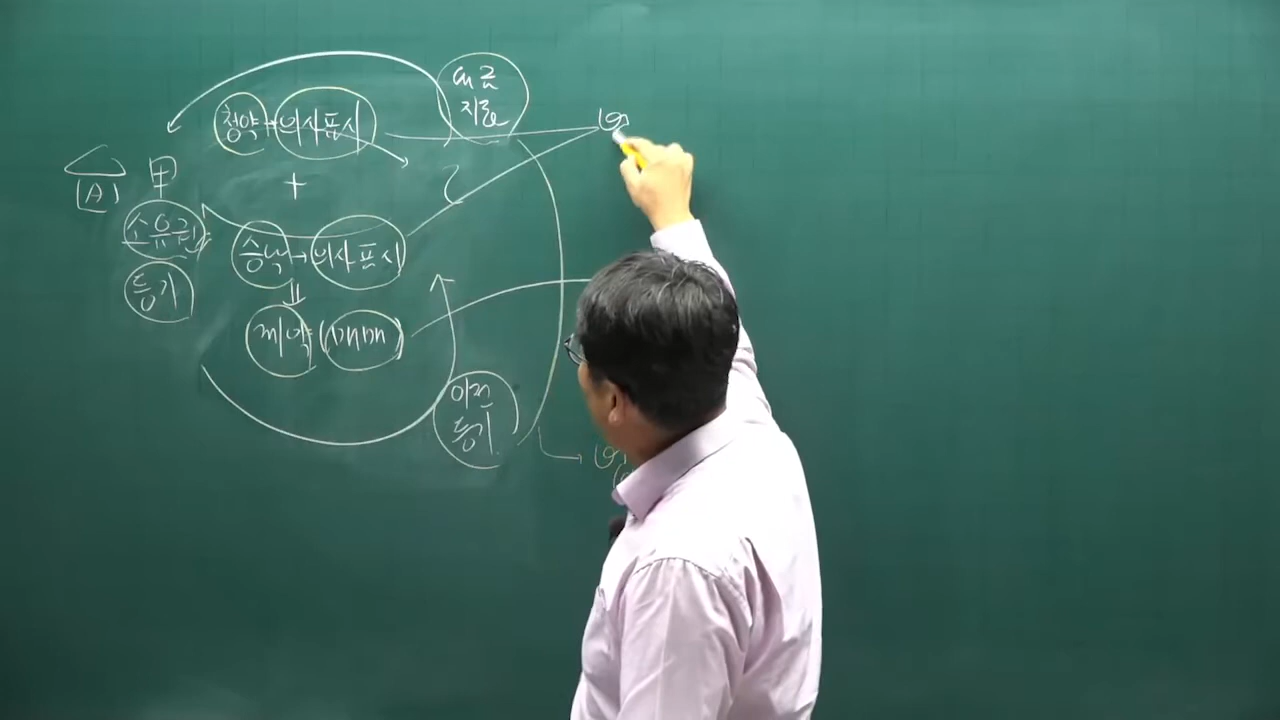 대금
지급
청약→의사표시
[A] 甲
+
乙
소유권
승낙→의사표시
등기
⇓
계약(매매)
이전
등기